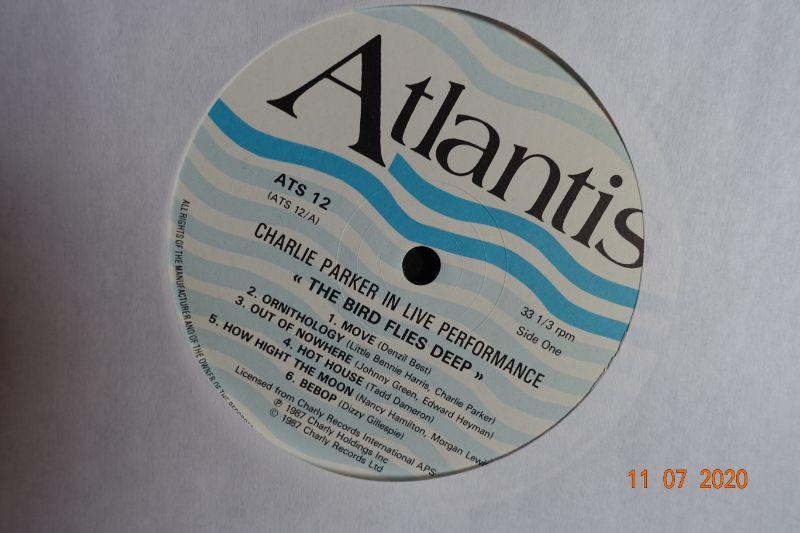 Atlantis
ATS 12
(ATS 12/A)
33 1/3 rpm
Side One
CHARLIE PARKER IN LIVE PERFORMANCE
« THE BIRD FLIES DEEP »
1. MOVE (Denzil Best)
2. ORNITHOLOGY (Little Bennie Harris, Charlie Parker)
3. OUT OF NOWHERE (Johnny Green, Edward Heyman)
4. HOT HOUSE (Tadd Dameron)
5. HOW HIGHT THE MOON (Nancy Hamilton, Morgan Lewis
6. BEBOP (Dizzy Gillespie)
Licensed from Charly Records International APS
℗ 1987 Charly Holdings Inc
© 1987 Charly Records Ltd
ALL RIGHTS OF THE MANUFACTURER AND OF THE OWNER OF THE RECORDED
11 07 2020